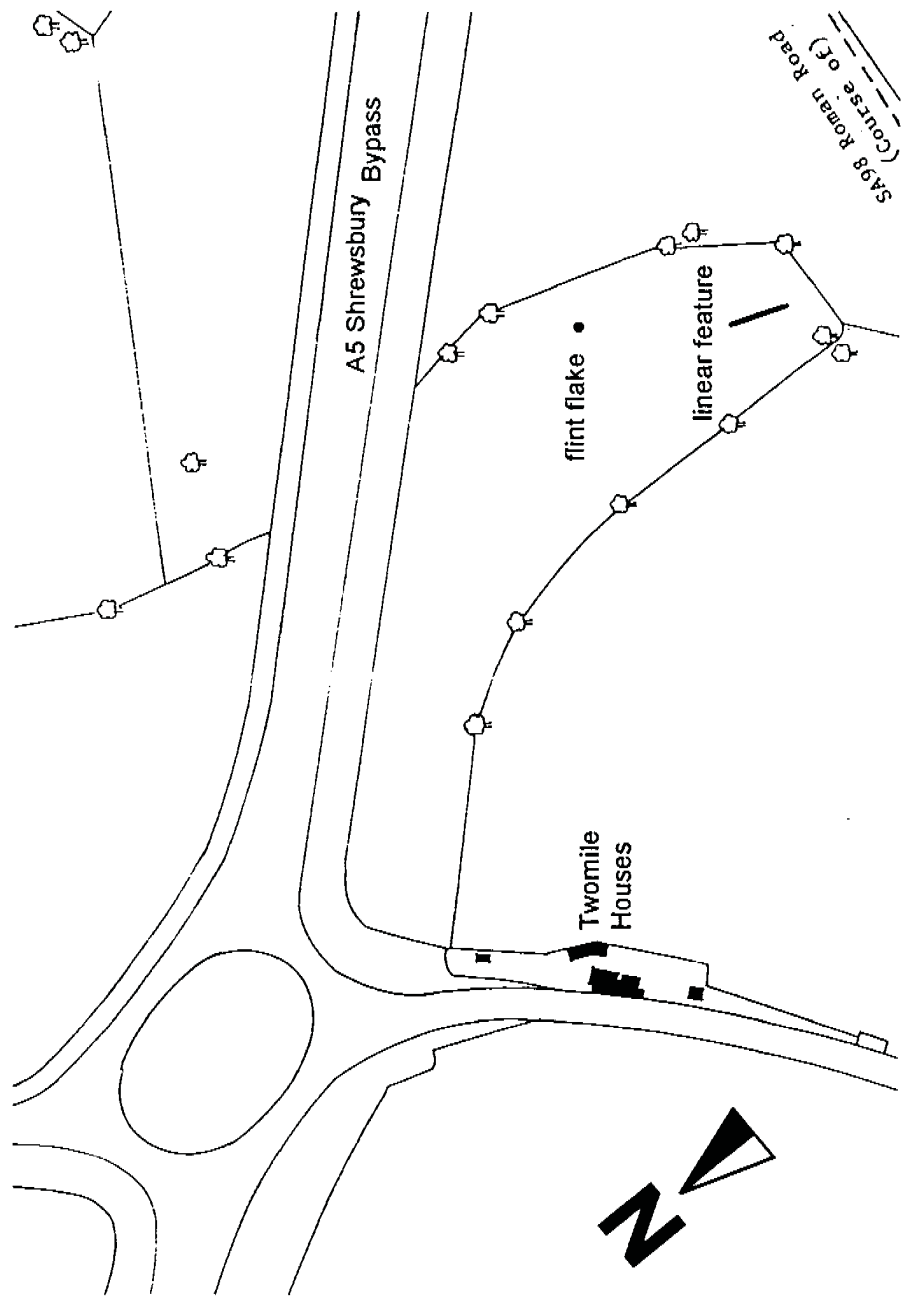 SA98 Roman Road
(Course of)
A5 Shrewsbury Bypass
flint flake
linear feature
Twomile
Houses
N